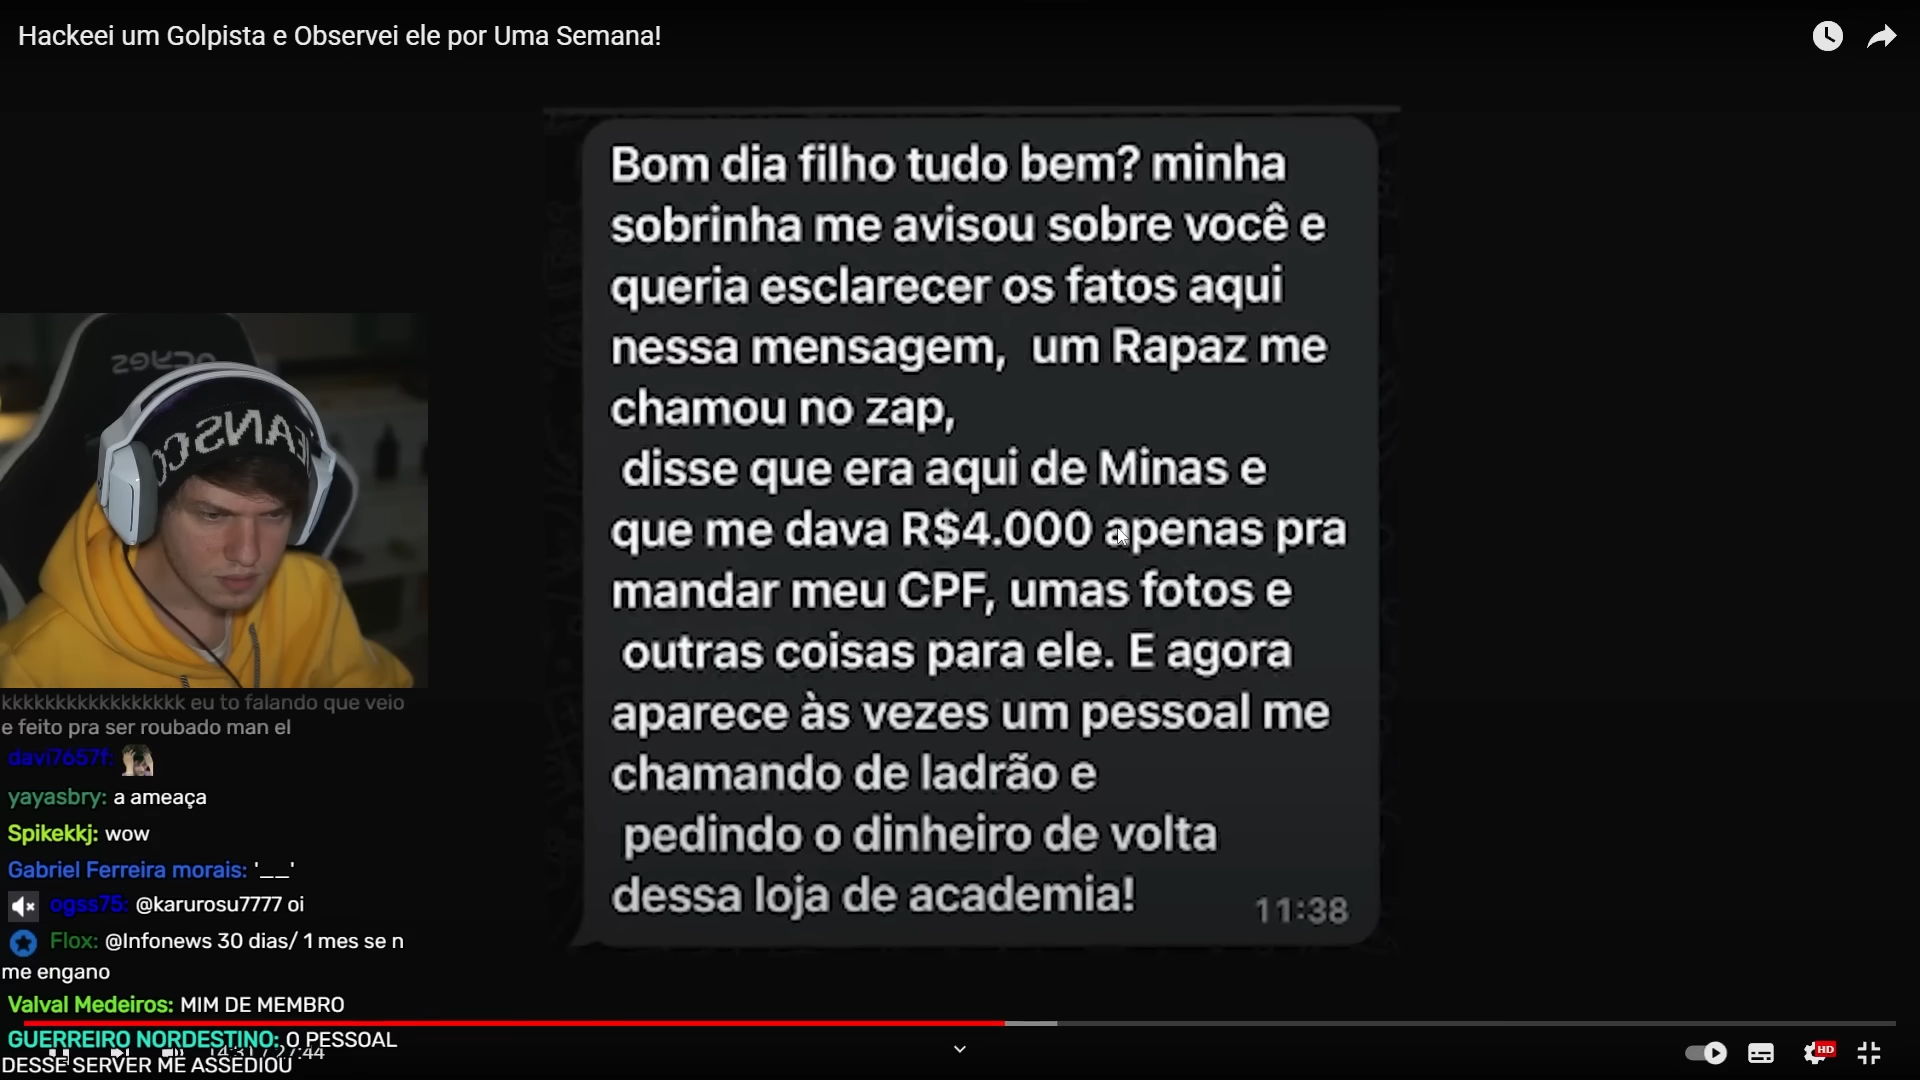 Hackeei um Golpista e Observei ele por Uma Semana!
Bom dia filho tudo bem? minha
sobrinha me avisou sobre você e
queria esclarecer os fatos aqui
nessa mensagem, um Rapaz me
chamou no zap,
disse que era aqui de Minas e
que me dava R$4.000 apenas pra
mandar meu CPF, umas fotos e
outras coisas para ele. E agora
aparece às vezes um pessoal me
chamando de ladrão e
pedindo o dinheiro de volta
dessa loja de academia!
11:38
kkkkkkkkkkkkkkkkk eu to falando que veio
e feito pra ser roubado man el
davi7657f:
yayasbry: a ameaça
Spikekkj: wow
Gabriel Ferreira morais: '__'
ogss75: @karurosu7777 oi
Flox: @Infonews 30 dias/ 1 mes se n
me engano
Valval Medeiros: MIM DE MEMBRO
GUERREIRO NORDESTINO: O PESSOAL
DESSE SERVER ME ASSEDIOU
14:31 / 27:44
HD